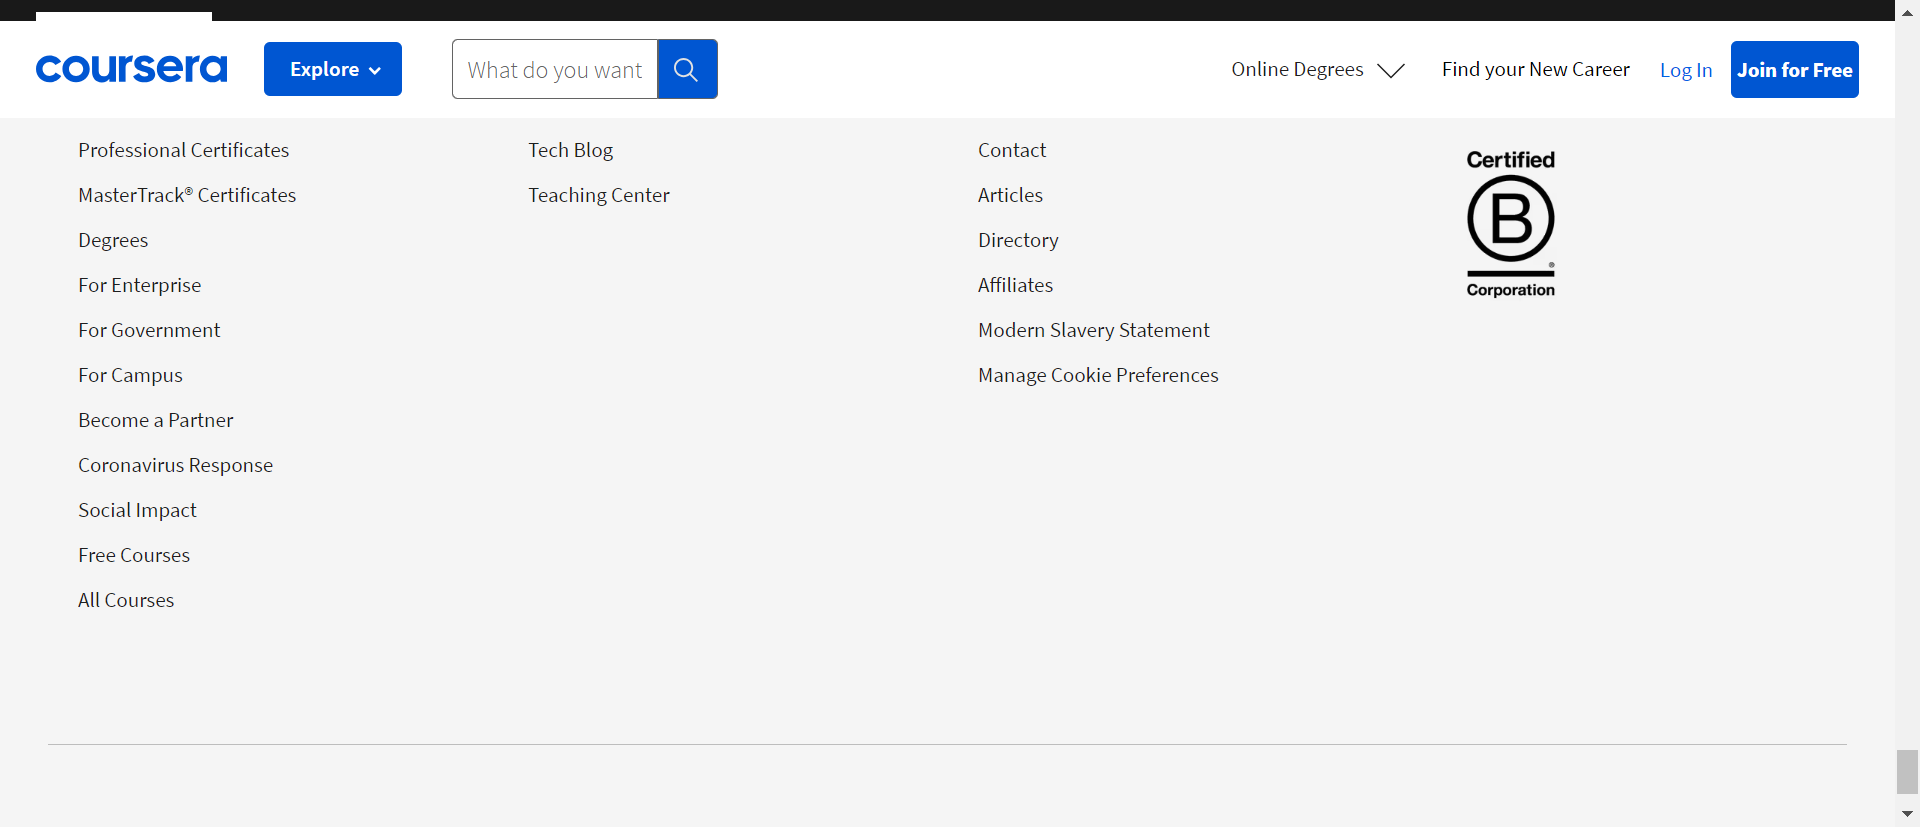 coursera
Explore
What do you want
Online Degrees
Find your New Career
Log In
Join for Free
Professional Certificates
MasterTrack® Certificates
Degrees
For Enterprise
For Government
For Campus
Become a Partner
Coronavirus Response
Social Impact
Free Courses
All Courses
Tech Blog
Teaching Center
Contact
Articles
Directory
Affiliates
Modern Slavery Statement
Manage Cookie Preferences
Certified
B
®
Corporation